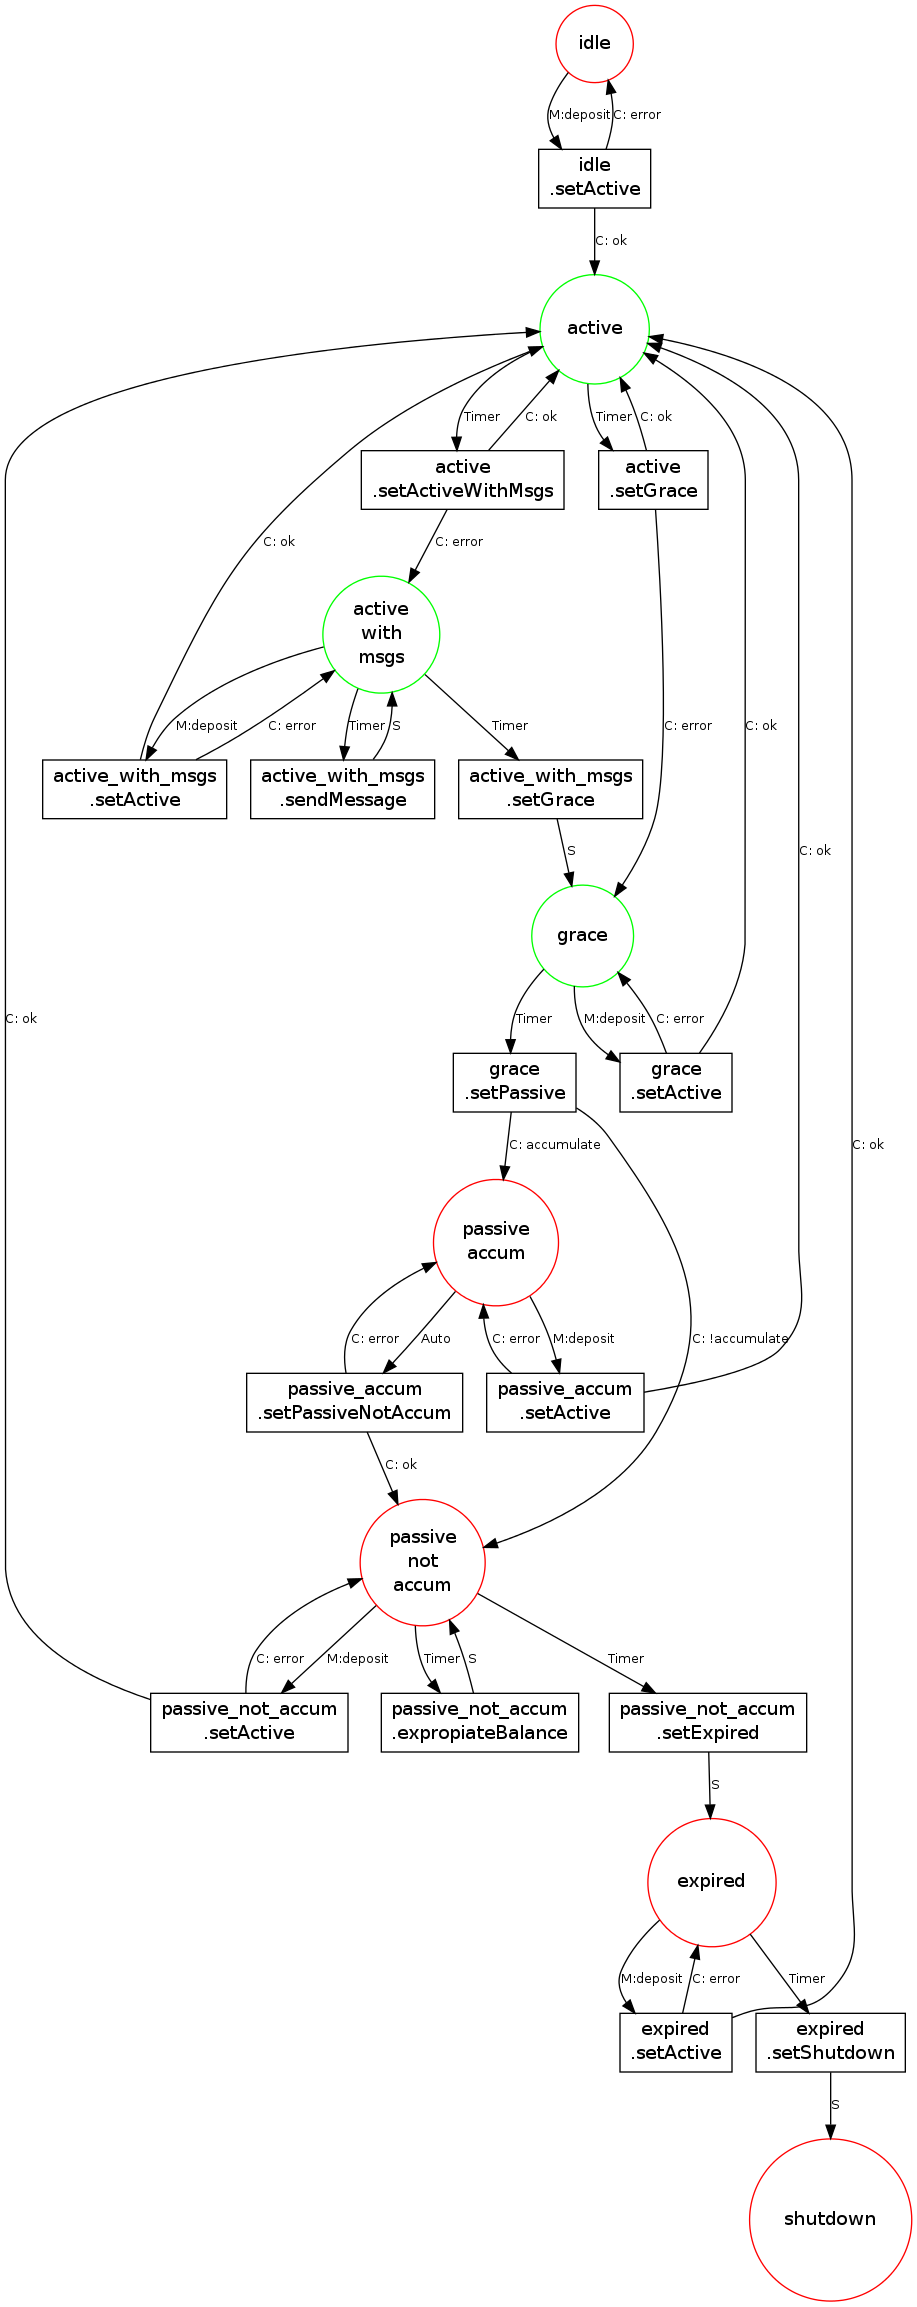 idle
M:deposit
C: error
idle
.setActive
C: ok
active
Timer
C: ok
Timer
C: ok
active
.setActiveWithMsgs
active
.setGrace
C: ok
C: error
active
with
msgs
M:deposit
C: error
Timer
S
Timer
C: error
C: ok
active_with_msgs
.setActive
active_with_msgs
.sendMessage
active_with_msgs
.setGrace
S
C: ok
grace
C: ok
Timer
M:deposit
C: error
grace
.setPassive
grace
.setActive
C: accumulate
C: ok
passive
accum
C: error
Auto
C: error
M:deposit
C: !accumulate
passive_accum
.setPassiveNotAccum
passive_accum
.setActive
C: ok
passive
not
accum
C: error
M:deposit
Timer
S
Timer
passive_not_accum
.setActive
passive_not_accum
.expropiateBalance
passive_not_accum
.setExpired
S
expired
M:deposit
C: error
Timer
expired
.setActive
expired
.setShutdown
S
shutdown